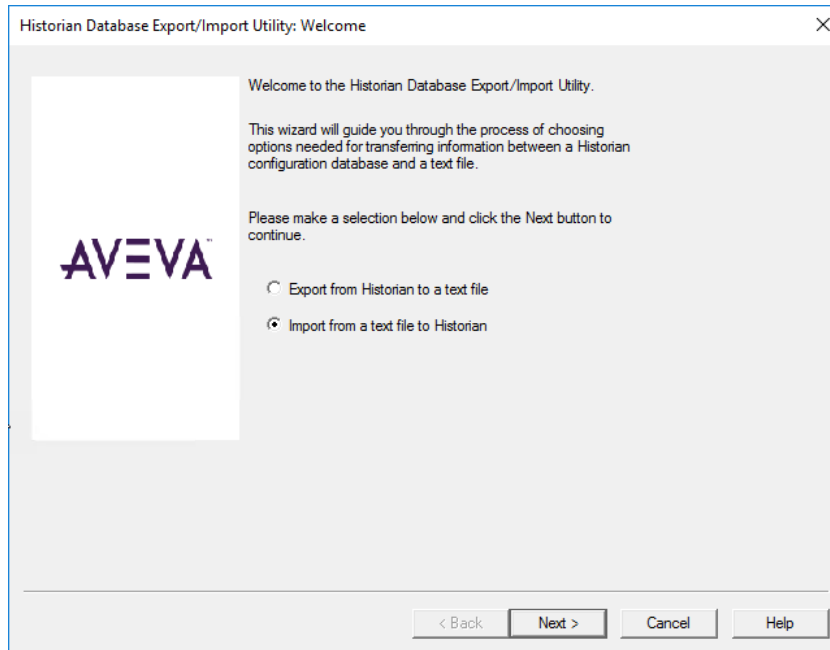 Historian Database Export/Import Utility: Welcome
Welcome to the Historian Database Export/Import Utility.
This wizard will guide you through the process of choosing
options needed for transferring information between a Historian
configuration database and a text file.
Please make a selection below and click the Next button to
continue.
AVEVA™
Export from Historian to a text file
Import from a text file to Historian
< Back
Next >
Cancel
Help